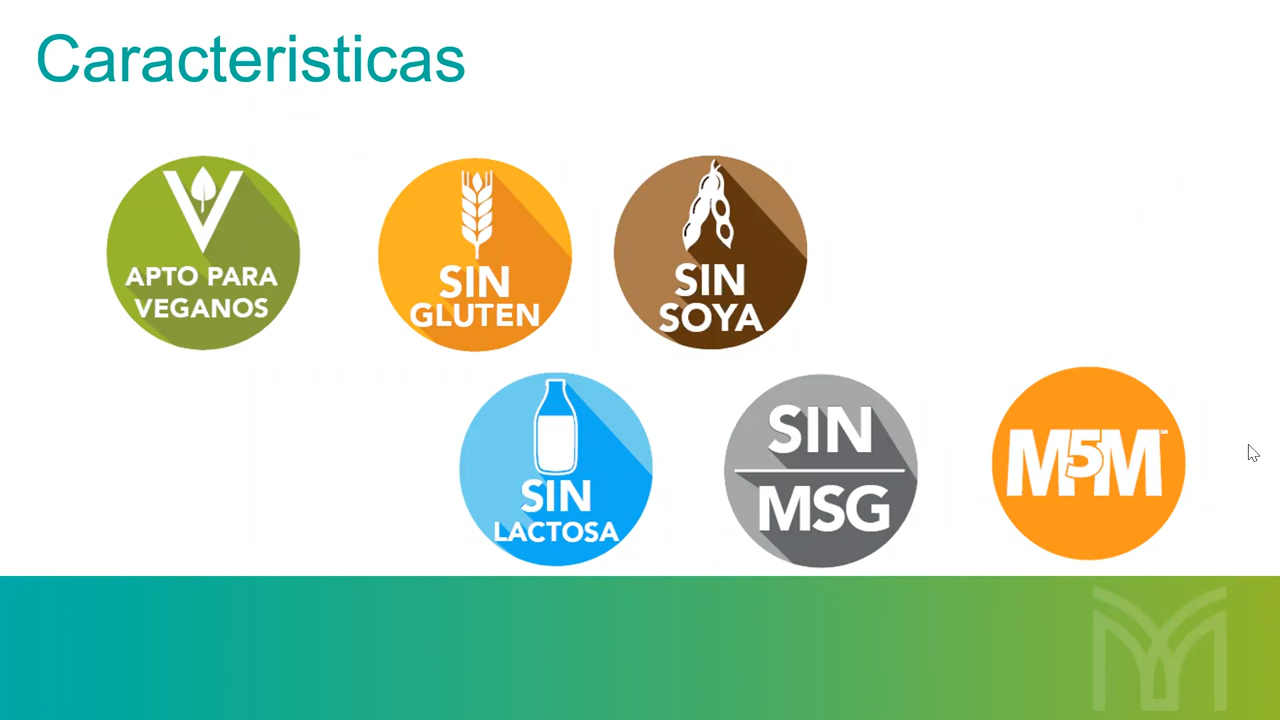 Caracteristicas
APTO PARA
VEGANOS
SIN
GLUTEN
SIN
SOYA
SIN
LACTOSA
SIN
MSG
M5M